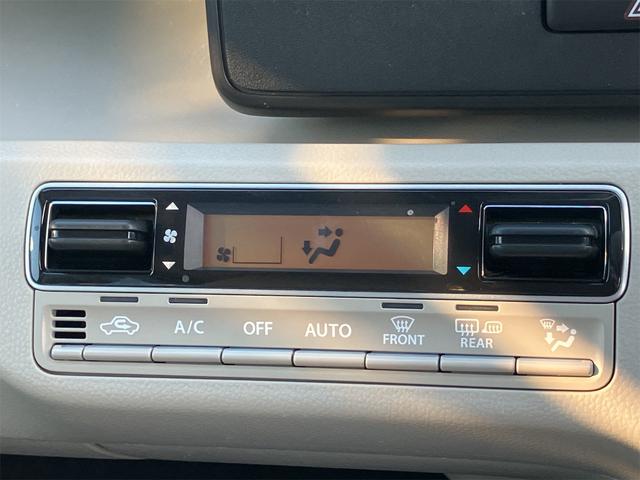 A/C OFF AUTO FRONT REAR